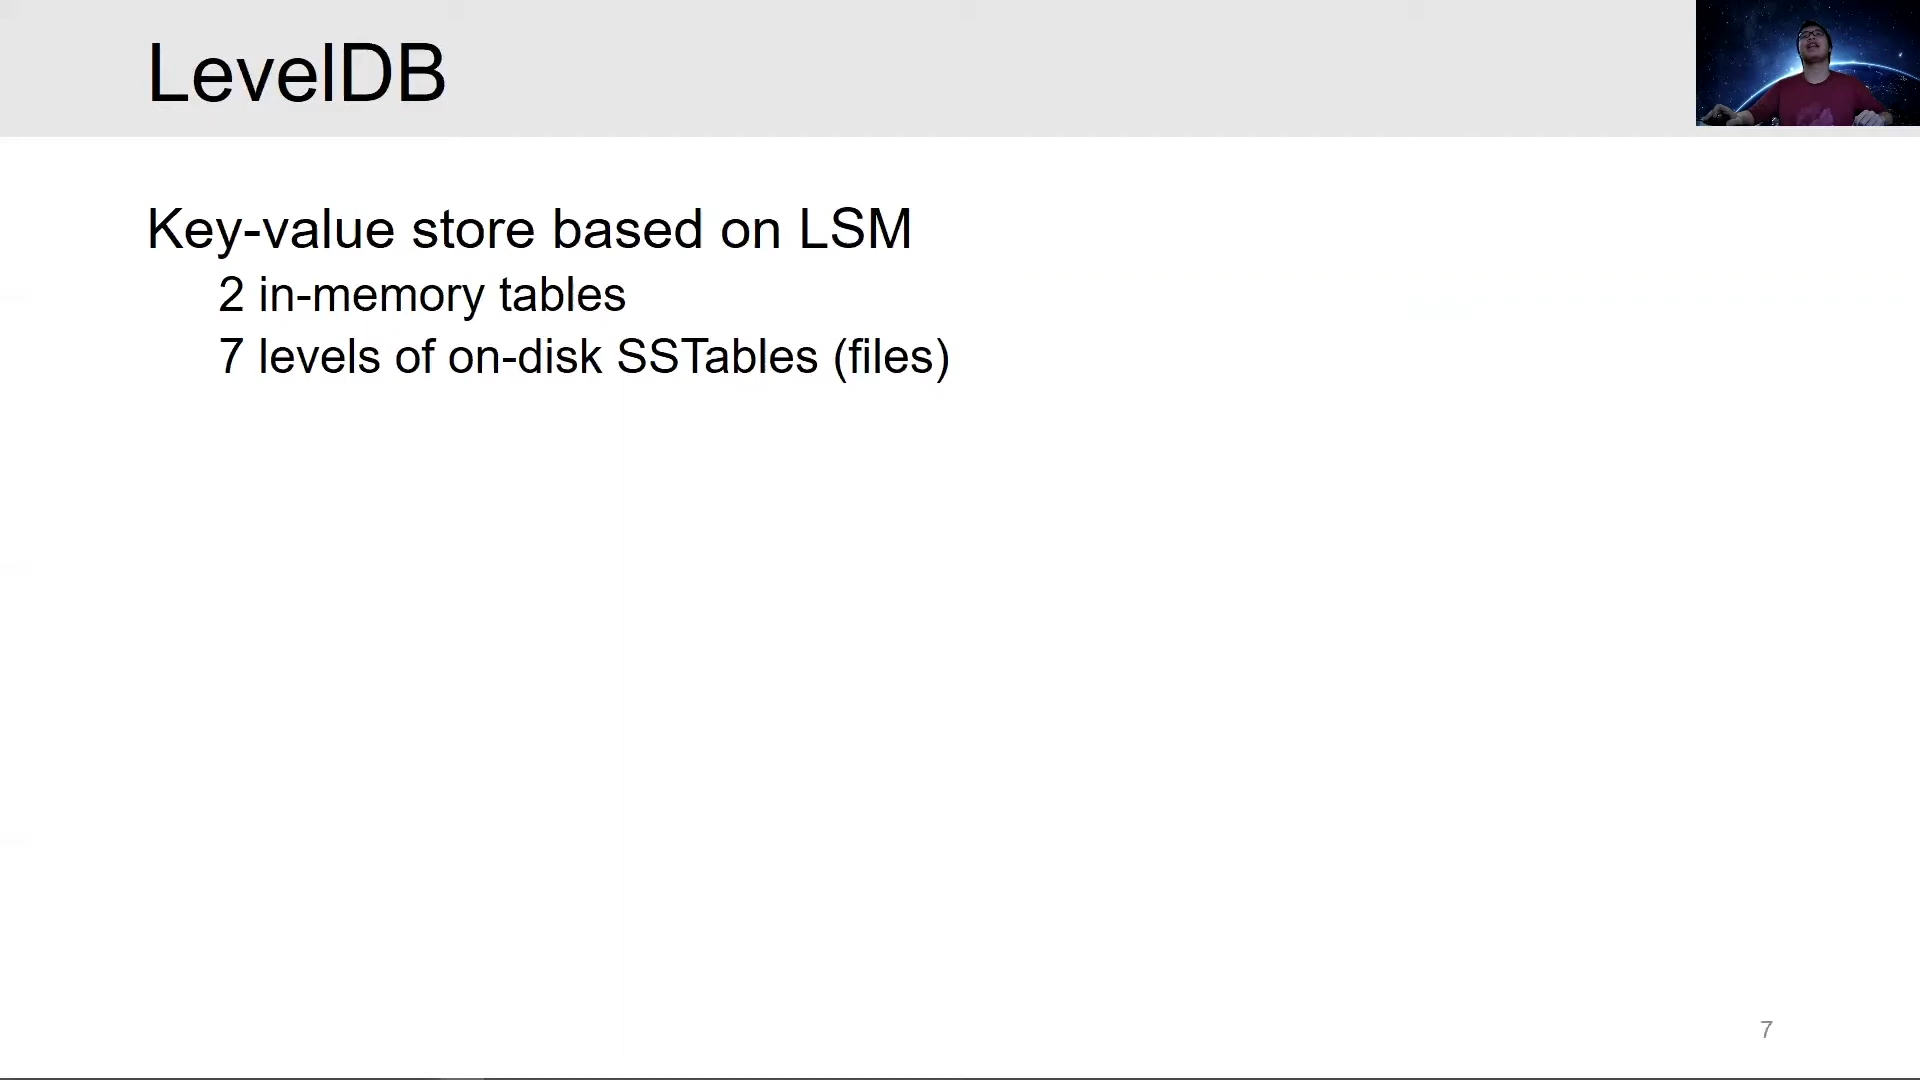 LevelDB
Key-value store based on LSM
2 in-memory tables
7 levels of on-disk SSTables (files)
7